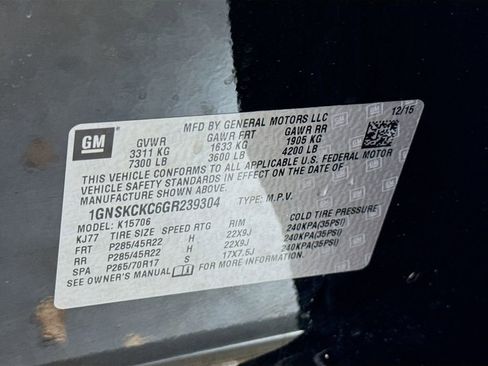 GM
MFD BY GENERAL MOTORS LLC
12/15
GVWR GAWR FRT GAWR RR
3311 KG 1633 KG 1905 KG
7300 LB 3600 LB 4200 LB
THIS VEHICLE CONFORMS TO ALL APPLICABLE U.S. FEDERAL MOTOR
VEHICLE SAFETY STANDARDS IN EFFECT ON THE DATE OF
MANUFACTURE SHOWN ABOVE.
1GNSKCKC6GR239304 TYPE: M.P.V.
MODEL: K15706
KJ77 TIRE SIZE SPEED RTG RIM COLD TIRE PRESSURE
FRT P285/45R22 H 22X9J 240KPA(35PSI)
RR P285/45R22 H 22X9J 240KPA(35PSI)
SPA P265/70R17 S 17X7.5J 240KPA(35PSI)
SEE OWNER'S MANUAL FOR MORE INFORMATION.